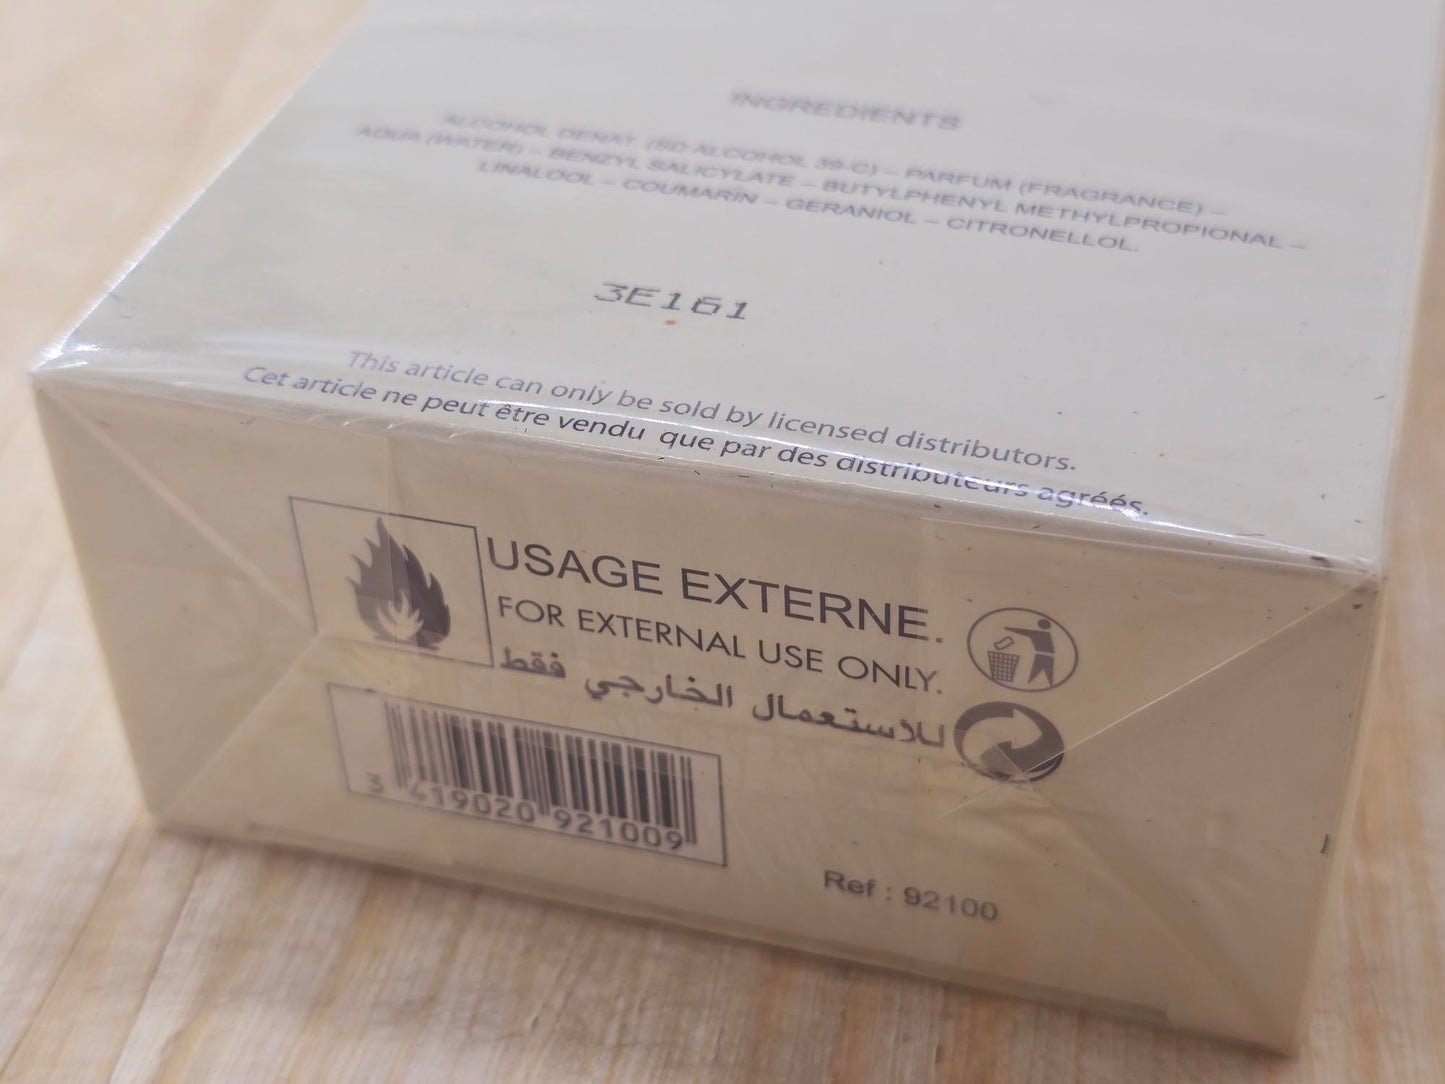 INGREDIENTS
ALCOHOL DENAT. (SD ALCOHOL 39-C) – PARFUM (FRAGRANCE) –
AQUA (WATER) – BENZYL SALICYLATE – BUTYLPHENYL METHYLPROPIONAL –
LINALOOL – COUMARIN – GERANIOL – CITRONELLOL.
3E161
This article can only be sold by licensed distributors.
Cet article ne peut être vendu que par des distributeurs agréés.
USAGE EXTERNE.
FOR EXTERNAL USE ONLY.
للاستعمال الخارجي فقط
3 419020 921009
Ref : 92100